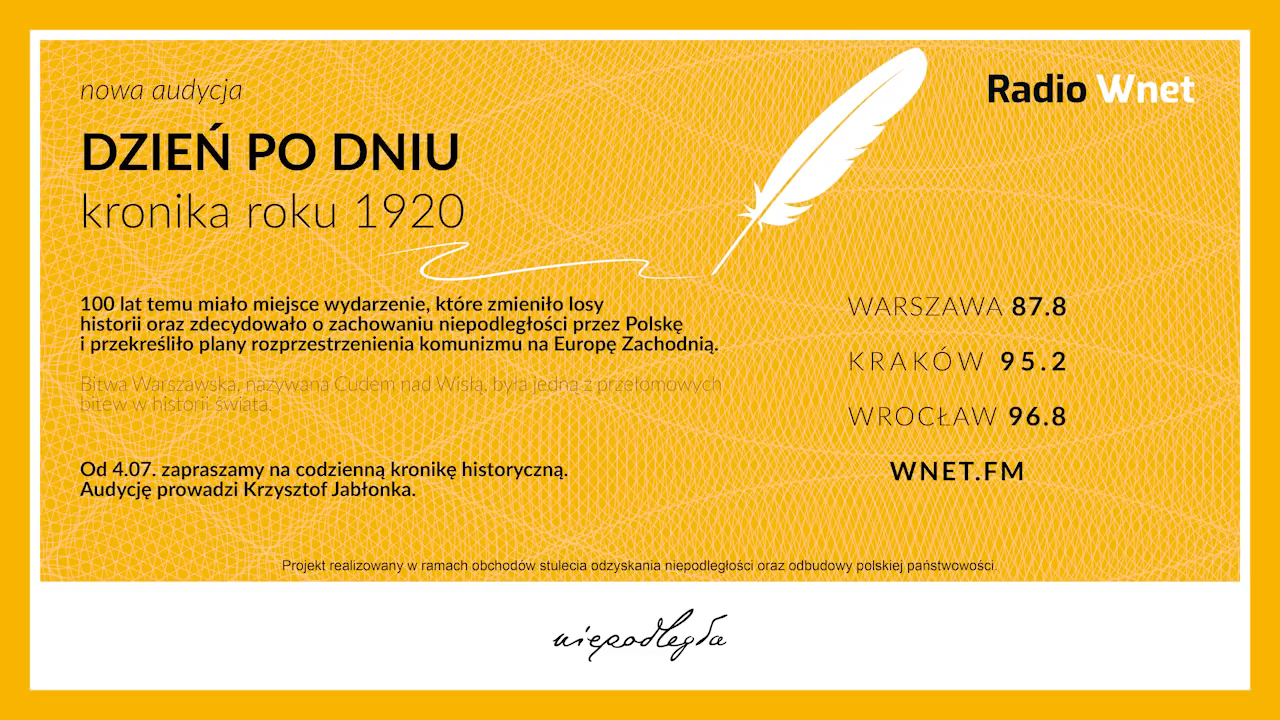 nowa audycja
Radio Wnet
DZIEŃ PO DNIU
kronika roku 1920
100 lat temu miało miejsce wydarzenie, które zmieniło losy
historii oraz zdecydowało o zachowaniu niepodległości przez Polskę
i przekreśliło plany rozprzestrzenienia komunizmu na Europę Zachodnią.
Bitwa Warszawska, nazywana Cudem nad Wisłą, była jedną z przełomowych
bitew w historii świata.
Od 4.07. zapraszamy na codzienną kronikę historyczną.
Audycję prowadzi Krzysztof Jabłonka.
WARSZAWA 87.8
KRAKÓW 95.2
WROCŁAW 96.8
WNET.FM
Projekt realizowany w ramach obchodów stulecia odzyskania niepodległości oraz odbudowy polskiej państwowości.
niepodległa